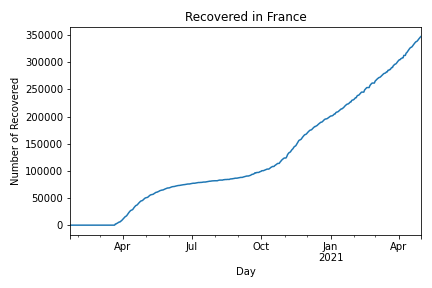 Recovered in France
Number of Recovered
350000
300000
250000
200000
150000
100000
50000
0
Apr Jul Oct Jan Apr
2021
Day